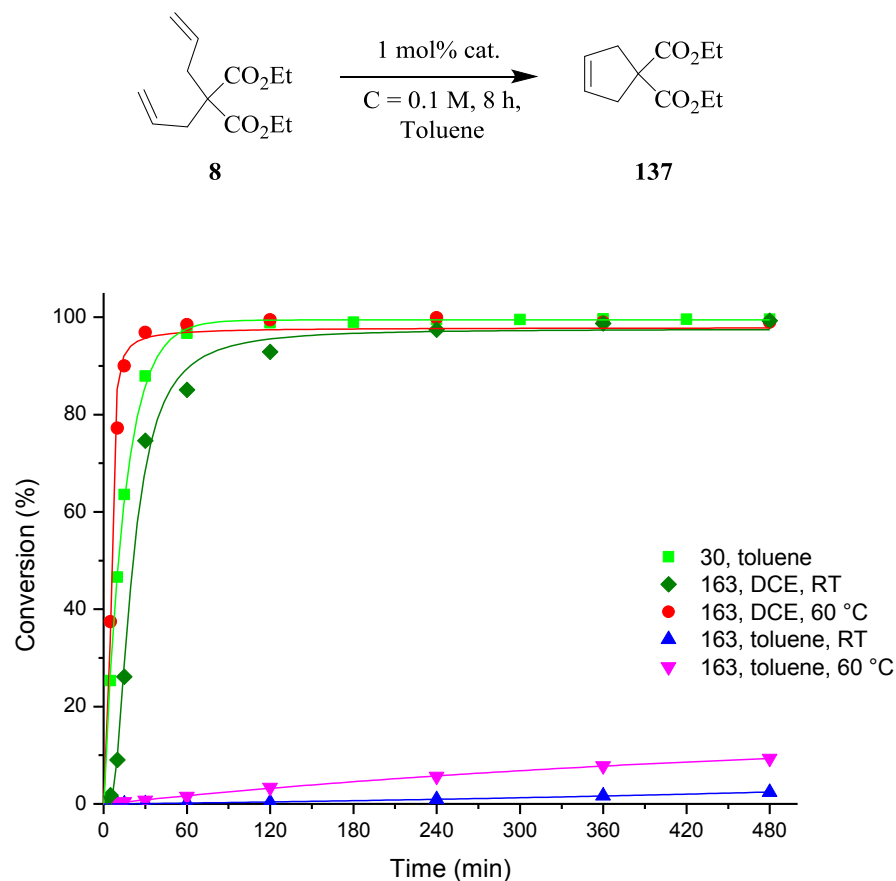 1 mol% cat.
CO2Et
CO2Et
CO2Et
CO2Et
C = 0.1 M, 8 h,
Toluene
8
137
Conversion (%)
100
80
60
40
20
0
30, toluene
163, DCE, RT
163, DCE, 60 °C
163, toluene, RT
163, toluene, 60 °C
0 60 120 180 240 300 360 420 480
Time (min)